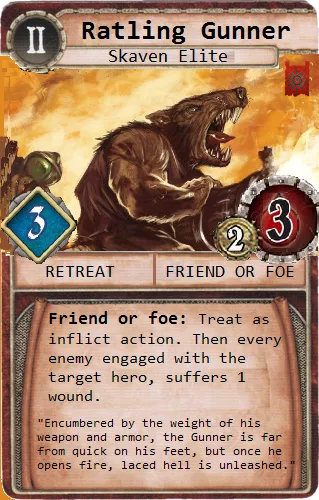 II
Ratling Gunner
Skaven Elite
3
2
3
RETREAT
FRIEND OR FOE
Friend or foe: Treat as
inflict action. Then every
enemy engaged with the
target hero, suffers 1
wound.
"Encumbered by the weight of his
weapon and armor, the Gunner is far
from quick on his feet, but once he
opens fire, laced hell is unleashed."